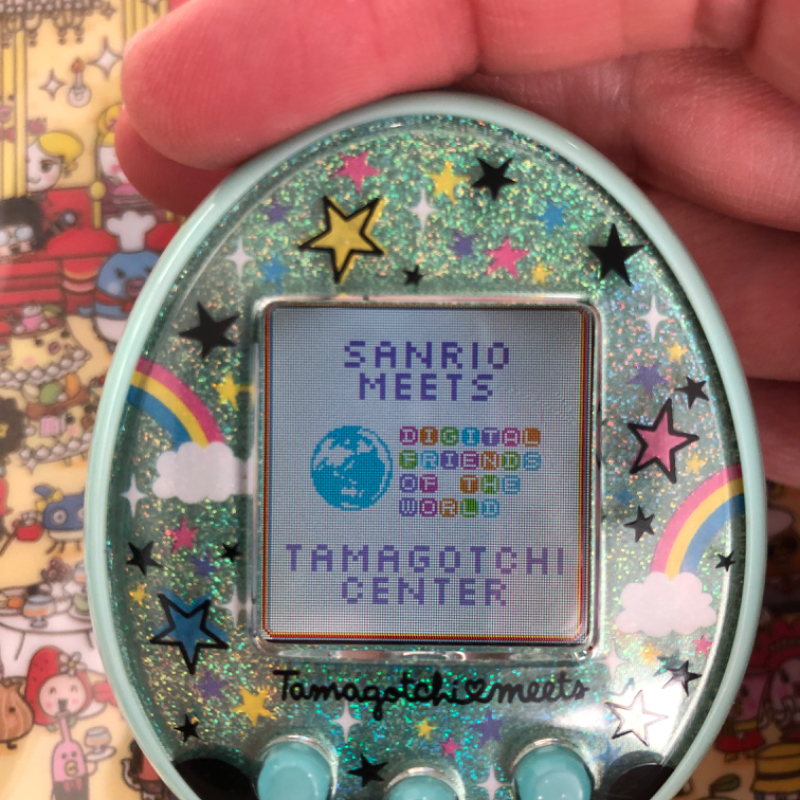 SANRIO
MEETS
DIGITAL
FRIENDS
OF THE
WORLD
TAMAGOTCHI
CENTER
Tamagotchi♡meets